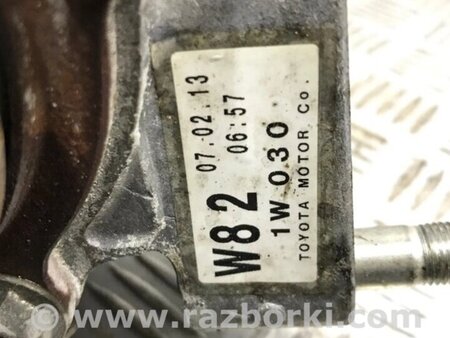 W82 07.02.13
06:57
1W030
TOYOTA MOTOR Co.
www.razborki.com